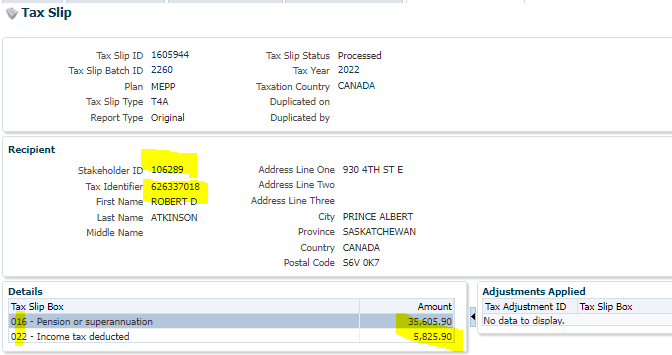 Tax Slip
Tax Slip ID 1605944 Tax Slip Status Processed
Tax Slip Batch ID 2260 Tax Year 2022
Plan MEPP Taxation Country CANADA
Tax Slip Type T4A Duplicated on
Report Type Original Duplicated by
Recipient
Stakeholder ID 106289 Address Line One 930 4TH ST E
Tax Identifier 626337018 Address Line Two
First Name ROBERT D Address Line Three
Last Name ATKINSON City PRINCE ALBERT
Middle Name Province SASKATCHEWAN
Country CANADA
Postal Code S6V 0K7
Details
Tax Slip Box Amount
016 - Pension or superannuation 35,605.90
022 - Income tax deducted 5,825.90
Adjustments Applied
Tax Adjustment ID Tax Slip Box
No data to display.